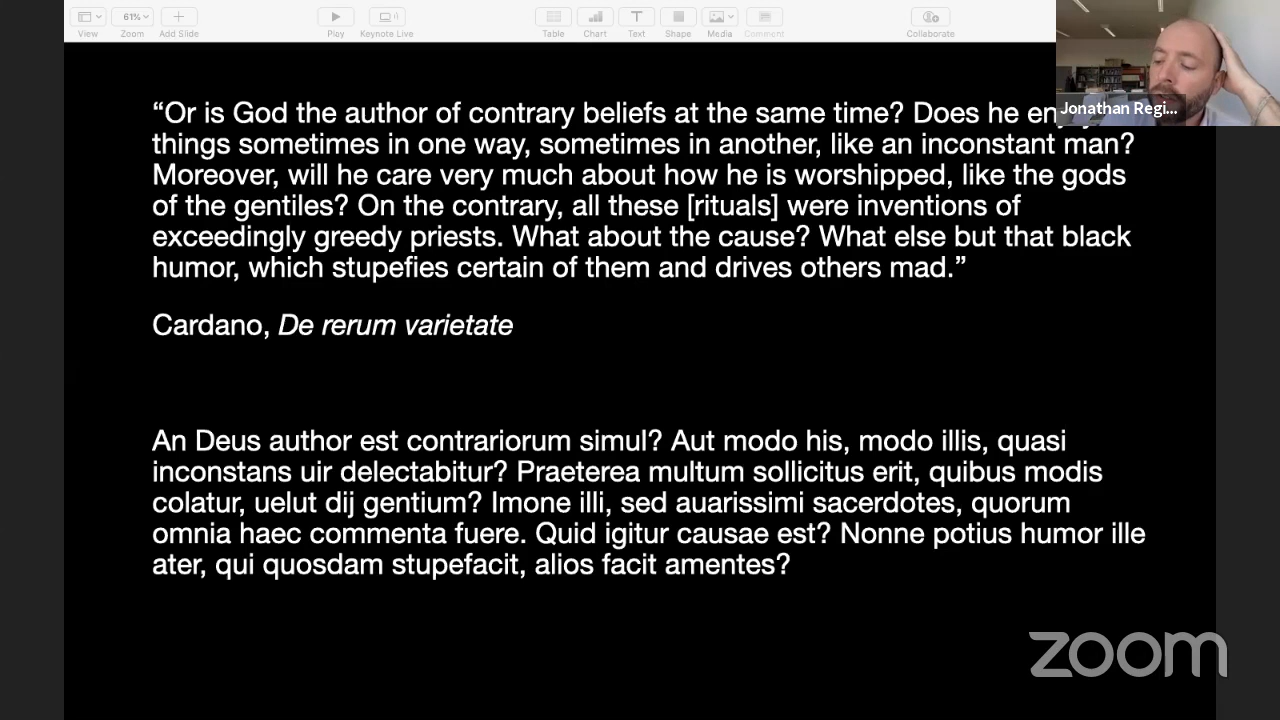 View
61%
Zoom
Add Slide
Play
Keynote Live
Table
Chart
Text
Shape
Media
Comment
Collaborate
Jonathan Regi...
“Or is God the author of contrary beliefs at the same time? Does he
things sometimes in one way, sometimes in another, like an inconstant man?
Moreover, will he care very much about how he is worshipped, like the gods
of the gentiles? On the contrary, all these [rituals] were inventions of
exceedingly greedy priests. What about the cause? What else but that black
humor, which stupefies certain of them and drives others mad.”
Cardano, De rerum varietate
An Deus author est contrariorum simul? Aut modo his, modo illis, quasi
inconstans uir delectabitur? Praeterea multum sollicitus erit, quibus modis
colatur, uelut dij gentium? Imone illi, sed auarissimi sacerdotes, quorum
omnia haec commenta fuere. Quid igitur causae est? Nonne potius humor ille
ater, qui quosdam stupefacit, alios facit amentes?
zoom